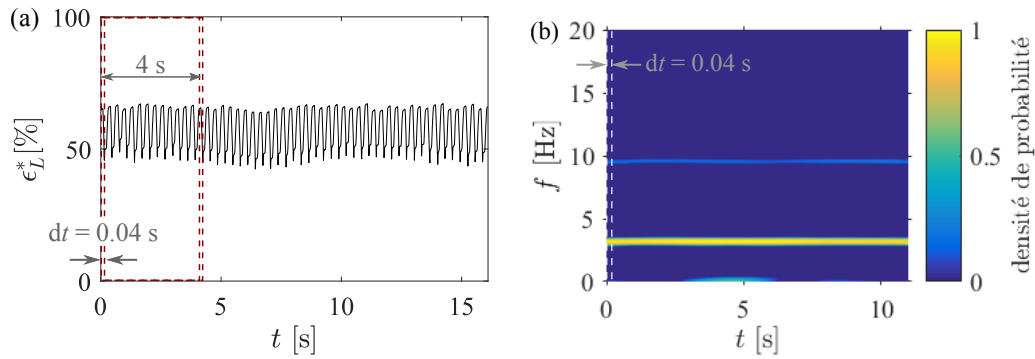 (a)
100
50
0
ϵ*L [%]
4 s
dt = 0.04 s
0 5 10 15
t [s]
(b)
20
15
10
5
0
f [Hz]
dt = 0.04 s
0 5 10
t [s]
1
0.5
0
densité de probabilité